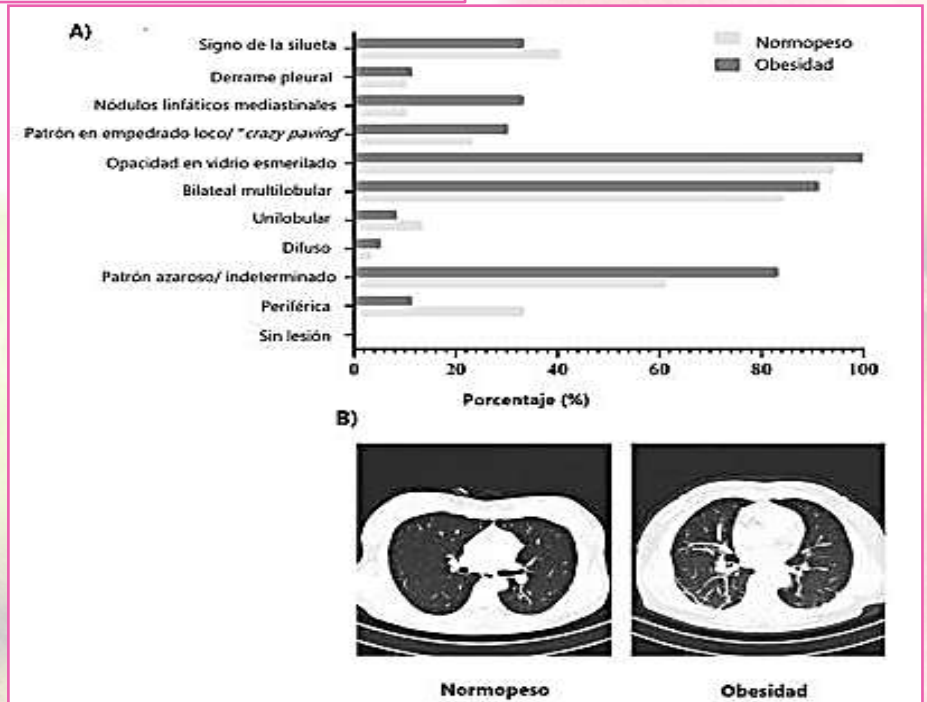 A)
Normopeso
Obesidad
Signo de la silueta
Derrame pleural
Nódulos linfáticos mediastinales
Patrón en empedrado loco/ "crazy paving"
Opacidad en vidrio esmerilado
Bilateal multilobular
Unilobular
Difuso
Patrón azaroso/ indeterminado
Periférica
Sin lesión
0 20 40 60 80 100
Porcentaje (%)
B)
Normopeso Obesidad